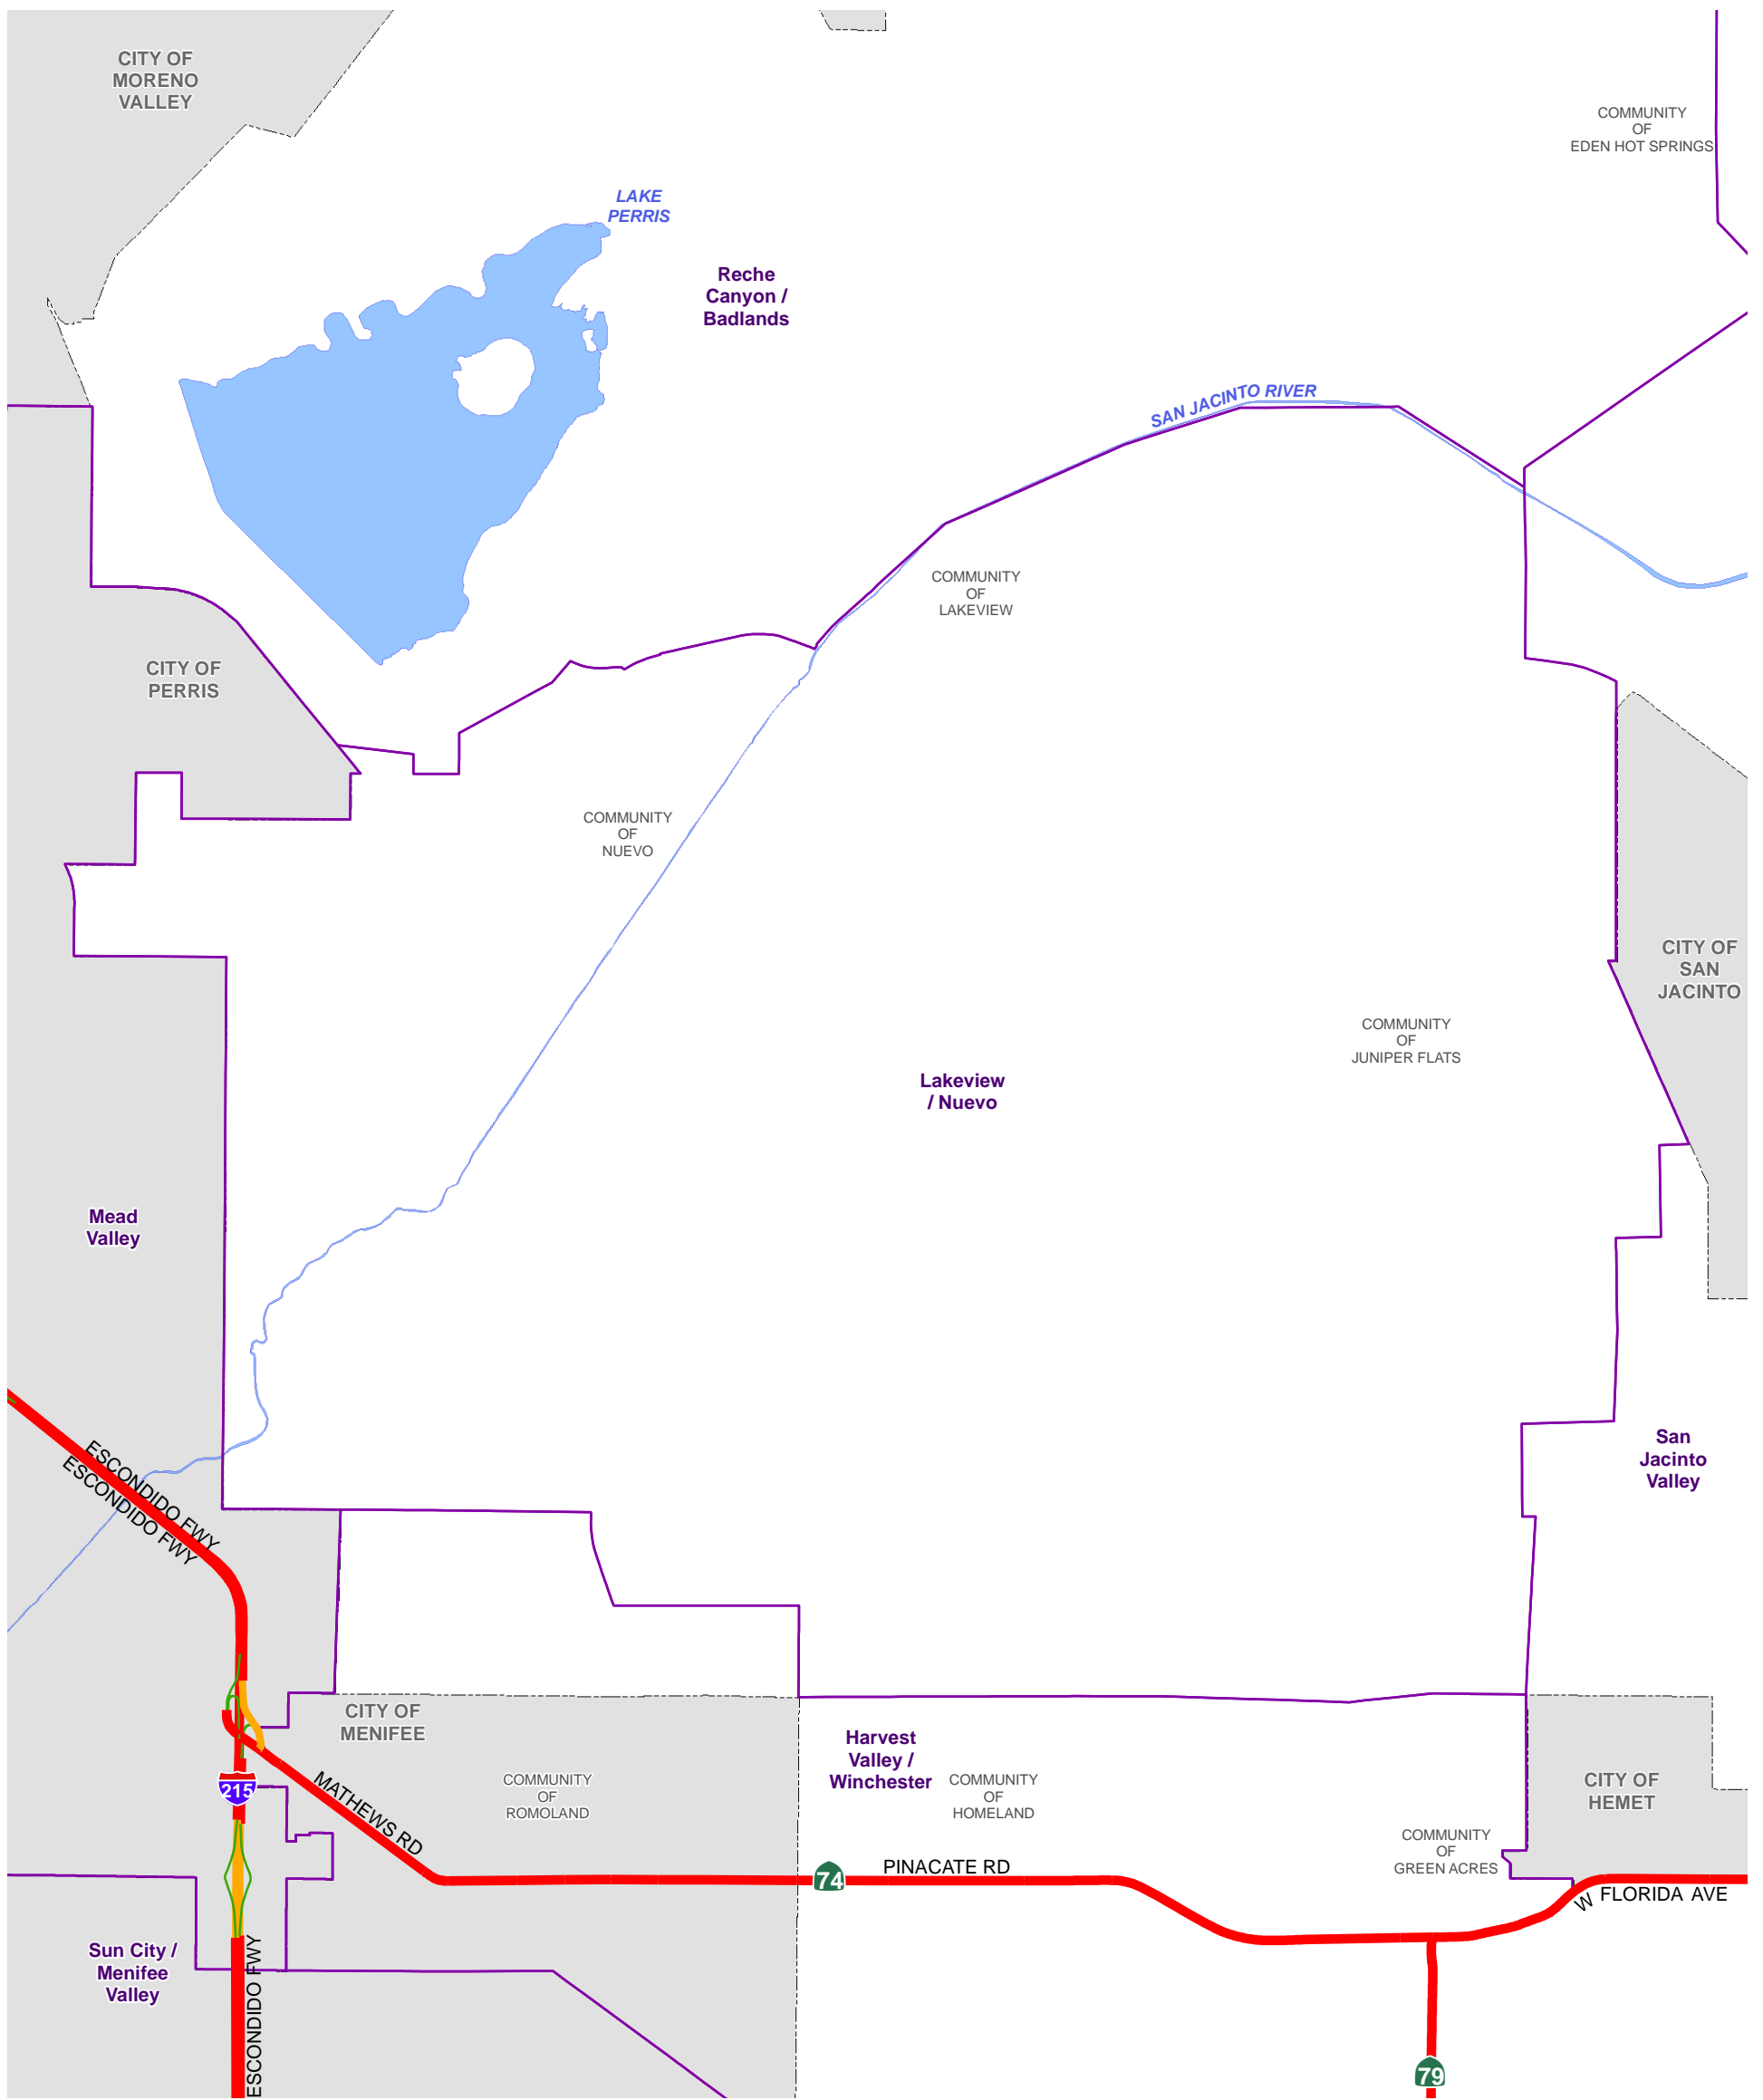 CITY OF
MORENO
VALLEY
COMMUNITY
OF
EDEN HOT SPRINGS
LAKE
PERRIS
Reche
Canyon /
Badlands
SAN JACINTO RIVER
COMMUNITY
OF
LAKEVIEW
CITY OF
PERRIS
COMMUNITY
OF
NUEVO
CITY OF
SAN
JACINTO
COMMUNITY
OF
JUNIPER FLATS
Lakeview
/ Nuevo
Mead
Valley
San
Jacinto
Valley
ESCONDIDO FWY
ESCONDIDO FWY
CITY OF
MENIFEE
Harvest
Valley /
Winchester
COMMUNITY
OF
ROMOLAND
COMMUNITY
OF
HOMELAND
CITY OF
HEMET
215
MATHEWS RD
COMMUNITY
OF
GREEN ACRES
74
PINACATE RD
W FLORIDA AVE
Sun City /
Menifee
Valley
ESCONDIDO FWY
79